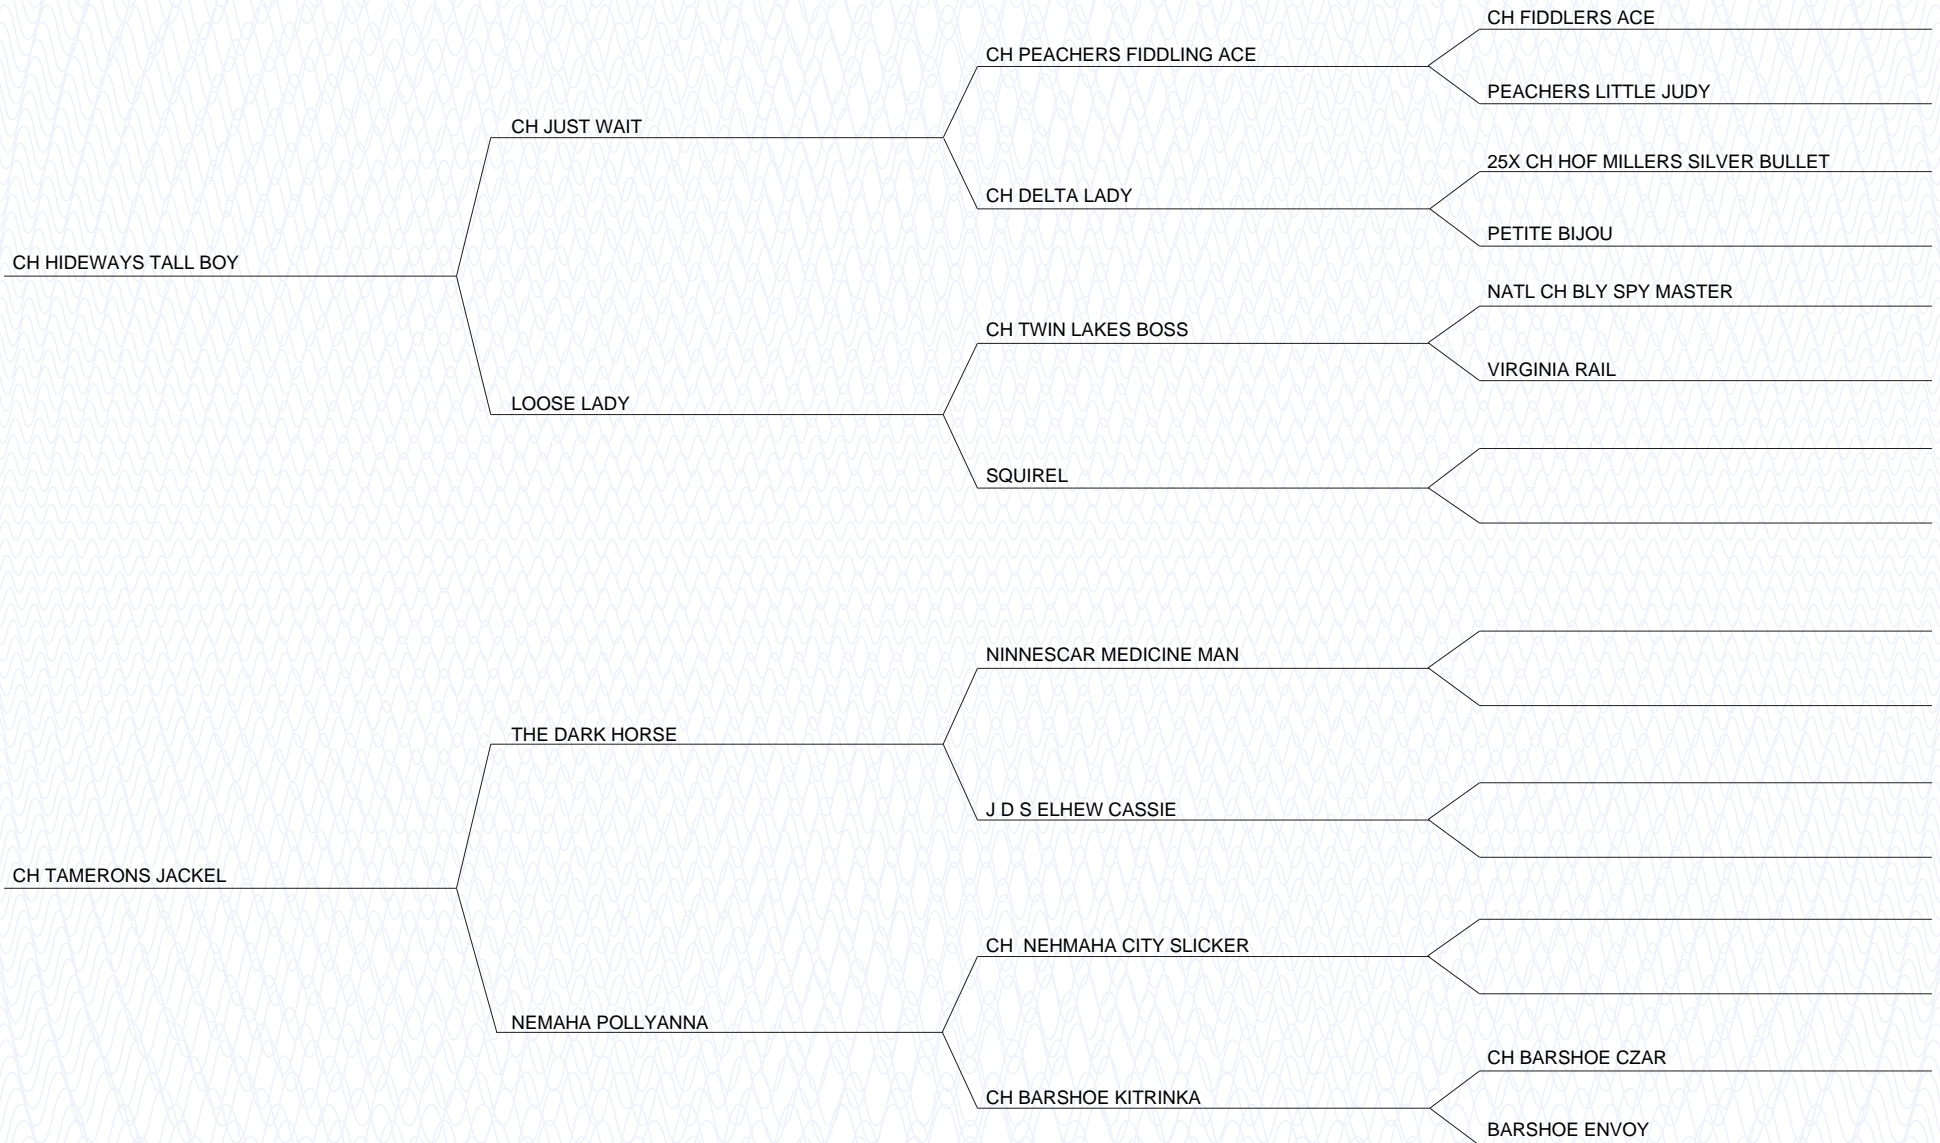 CH FIDDLERS ACE
CH PEACHERS FIDDLING ACE
PEACHERS LITTLE JUDY
CH JUST WAIT
25X CH HOF MILLERS SILVER BULLET
CH DELTA LADY
PETITE BIJOU
CH HIDEWAYS TALL BOY
NATL CH BLY SPY MASTER
CH TWIN LAKES BOSS
VIRGINIA RAIL
LOOSE LADY
SQUIREL
NINNESCAR MEDICINE MAN
THE DARK HORSE
J D S ELHEW CASSIE
CH TAMERONS JACKEL
CH  NEHMAHA CITY SLICKER
NEMAHA POLLYANNA
CH BARSHOE CZAR
CH BARSHOE KITRINKA
BARSHOE ENVOY